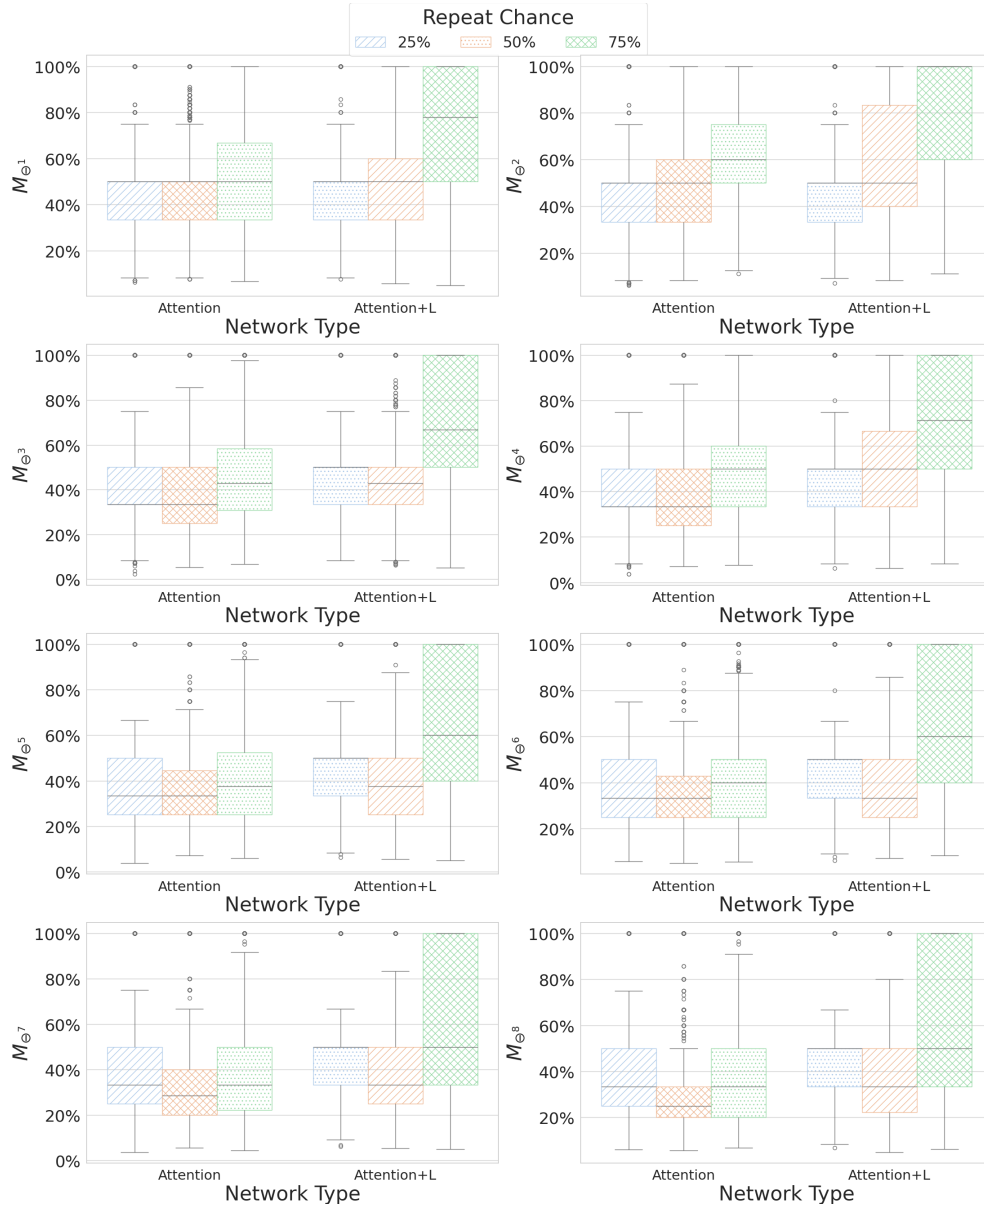 Repeat Chance
25% 50% 75%
100%
80%
60%
40%
20%
M⊖1
Attention Attention+L
Network Type
100%
80%
60%
40%
20%
M⊖2
Attention Attention+L
Network Type
100%
80%
60%
40%
20%
0%
M⊖3
Attention Attention+L
Network Type
100%
80%
60%
40%
20%
0%
M⊖4
Attention Attention+L
Network Type
100%
80%
60%
40%
20%
0%
M⊖5
Attention Attention+L
Network Type
100%
80%
60%
40%
20%
M⊖6
Attention Attention+L
Network Type
100%
80%
60%
40%
20%
0%
M⊖7
Attention Attention+L
Network Type
100%
80%
60%
40%
20%
M⊖8
Attention Attention+L
Network Type